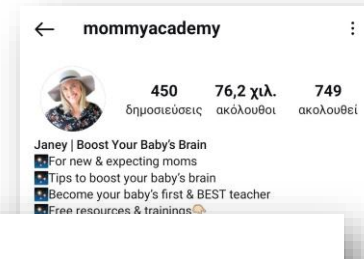 mommyacademy
450 76,2 χιλ. 749
δημοσιεύσεις ακόλουθοι ακολουθεί
Janey | Boost Your Baby's Brain
For new & expecting moms
Tips to boost your baby's brain
Become your baby's first & BEST teacher
Free resources & trainings